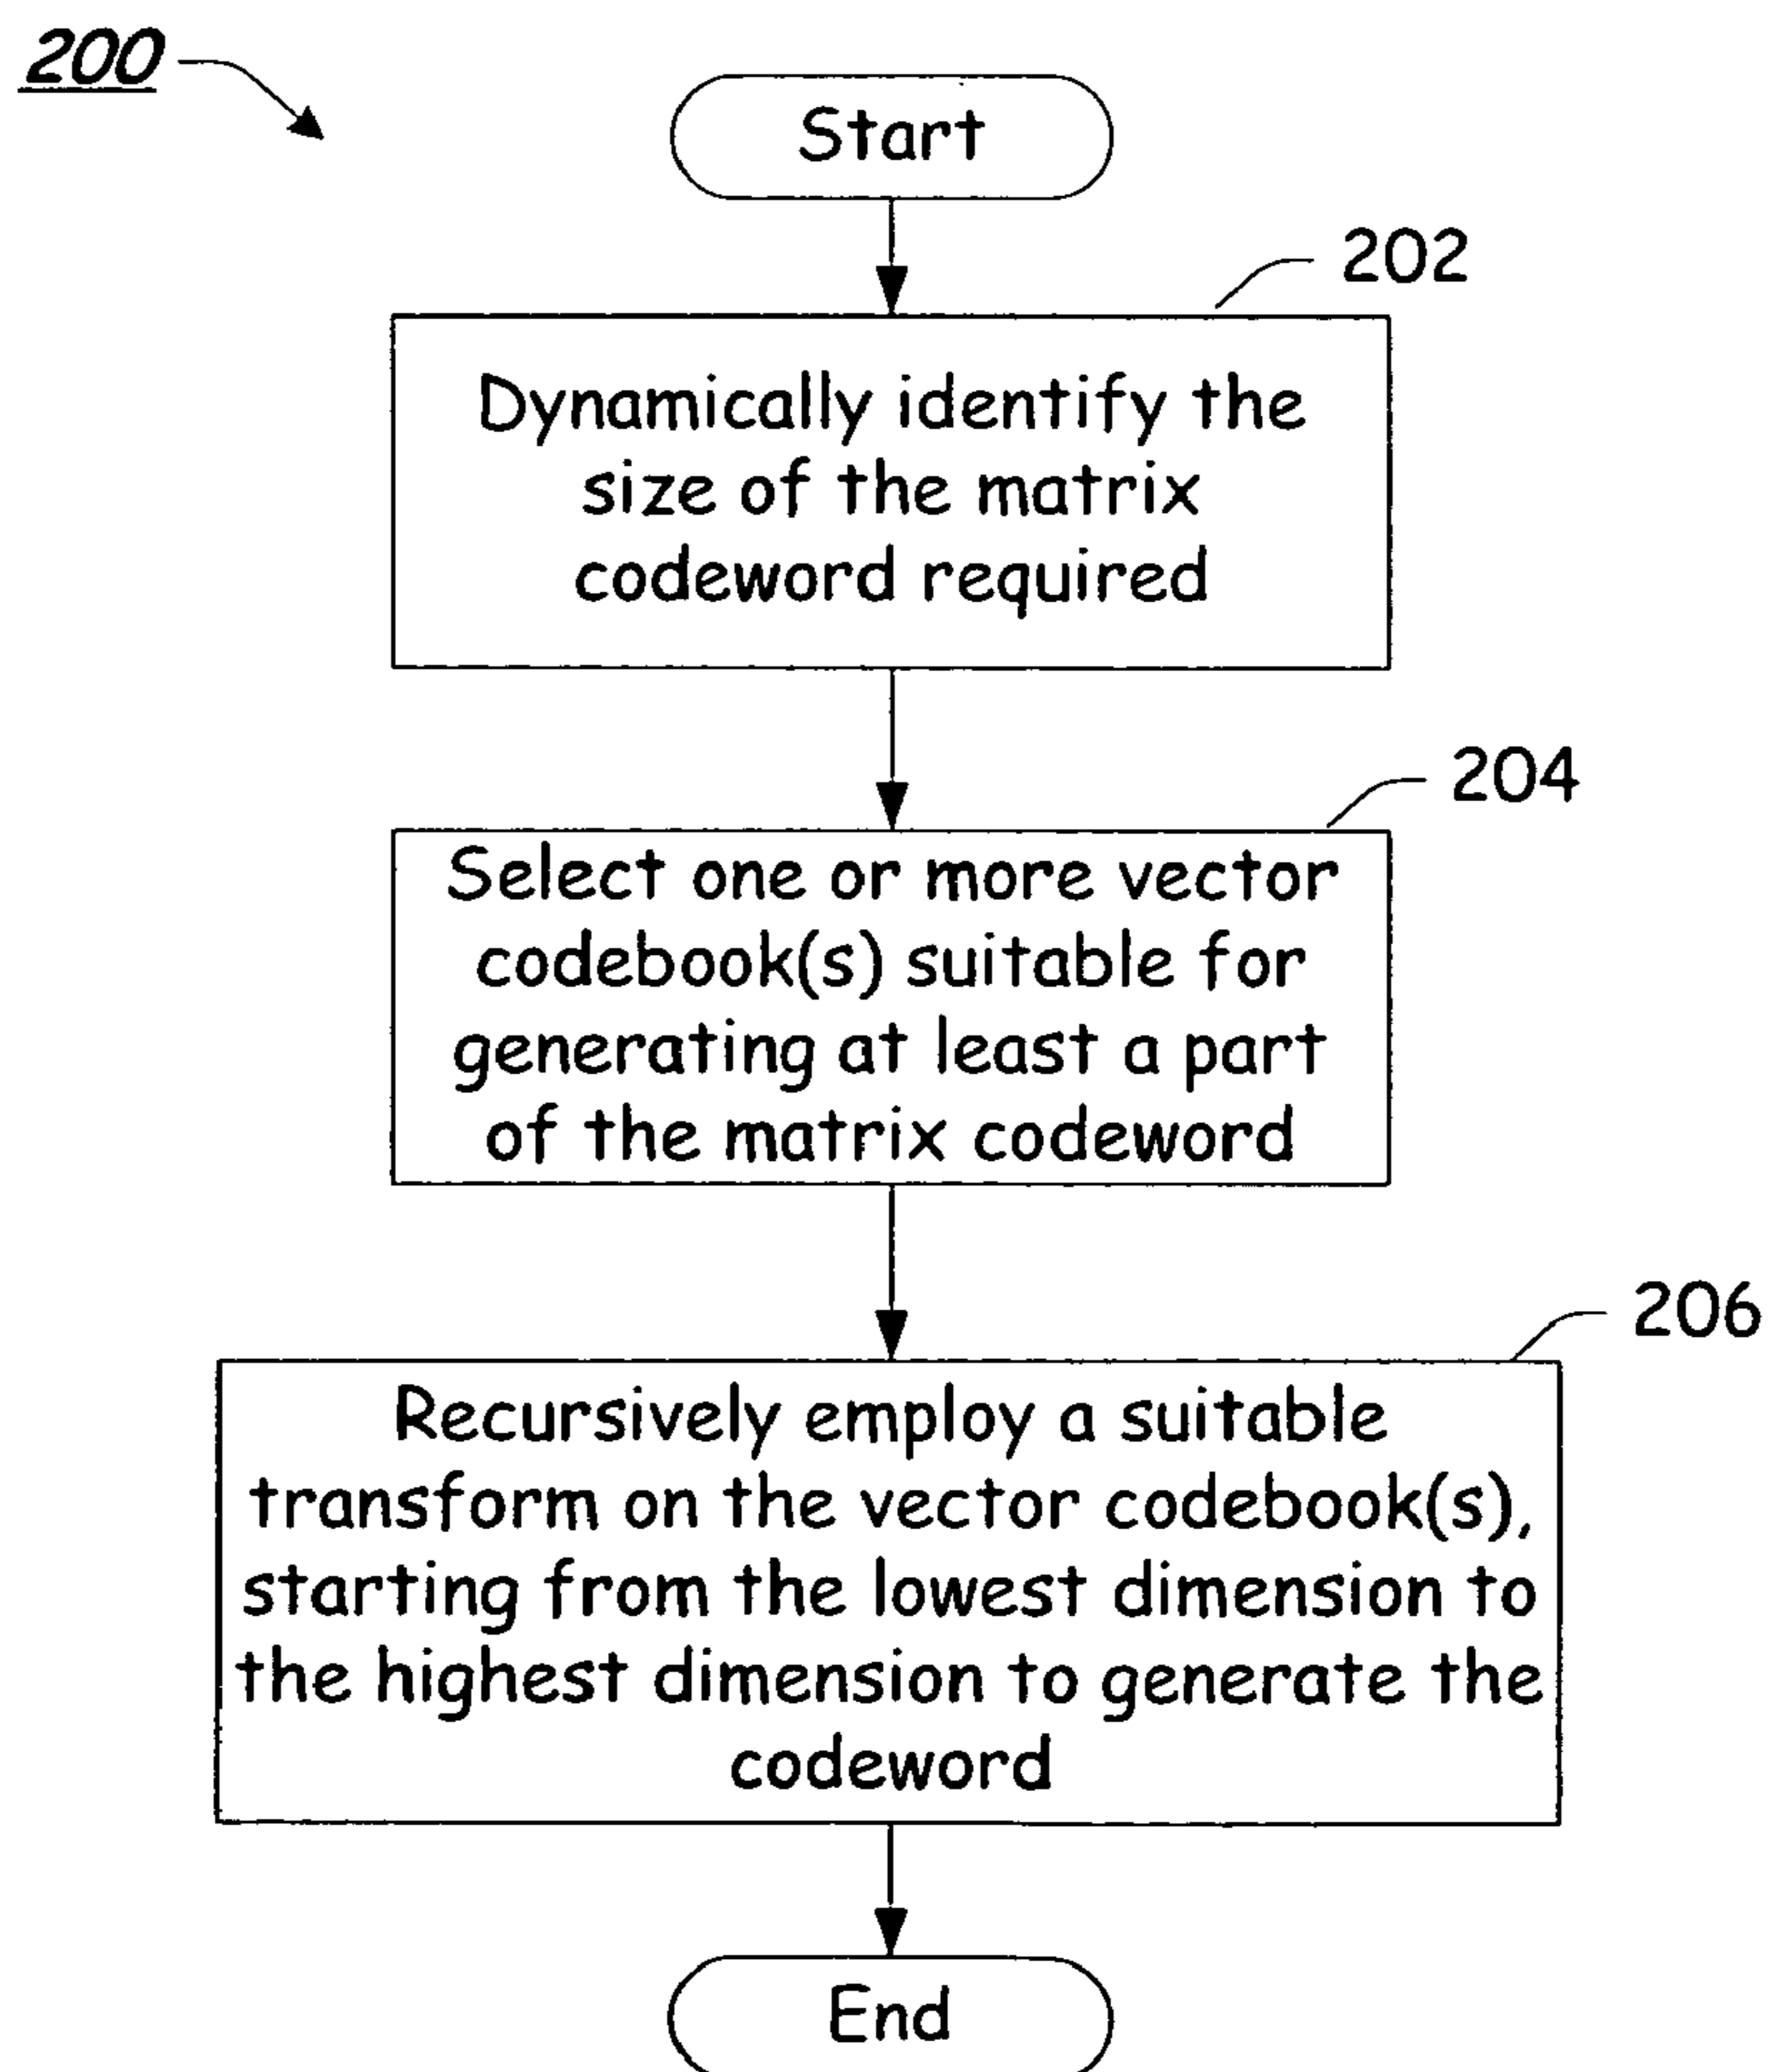 200
Start
202
Dynamically identify the
size of the matrix
codeword required
204
Select one or more vector
codebook(s) suitable for
generating at least a part
of the matrix codeword
206
Recursively employ a suitable
transform on the vector codebook(s),
starting from the lowest dimension to
the highest dimension to generate the
codeword
End